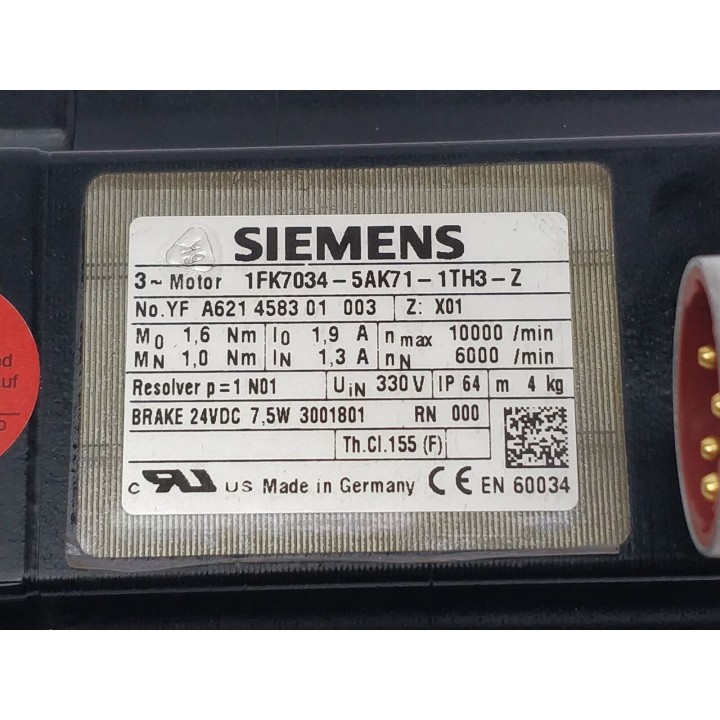 SIEMENS
3~ Motor 1FK7034-5AK71-1TH3-Z
No.YF A621 4583 01 003 Z: X01
M0 1,6 Nm I0 1,9 A n max 10000 /min
MN 1,0 Nm IN 1,3 A nN 6000 /min
Resolver p=1 N01 UIN 330 V IP 64 m 4 kg
BRAKE 24VDC 7,5W 3001801 RN 000
Th.Cl.155 (F)
c RU US Made in Germany CE EN 60034